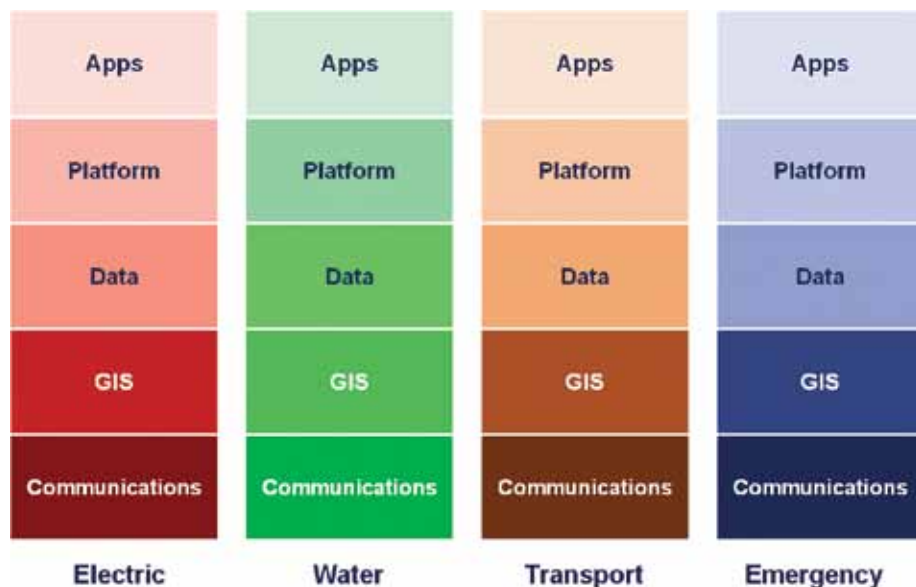 Apps Apps Apps Apps
Platform Platform Platform Platform
Data Data Data Data
GIS GIS GIS GIS
Communications Communications Communications Communications
Electric Water Transport Emergency